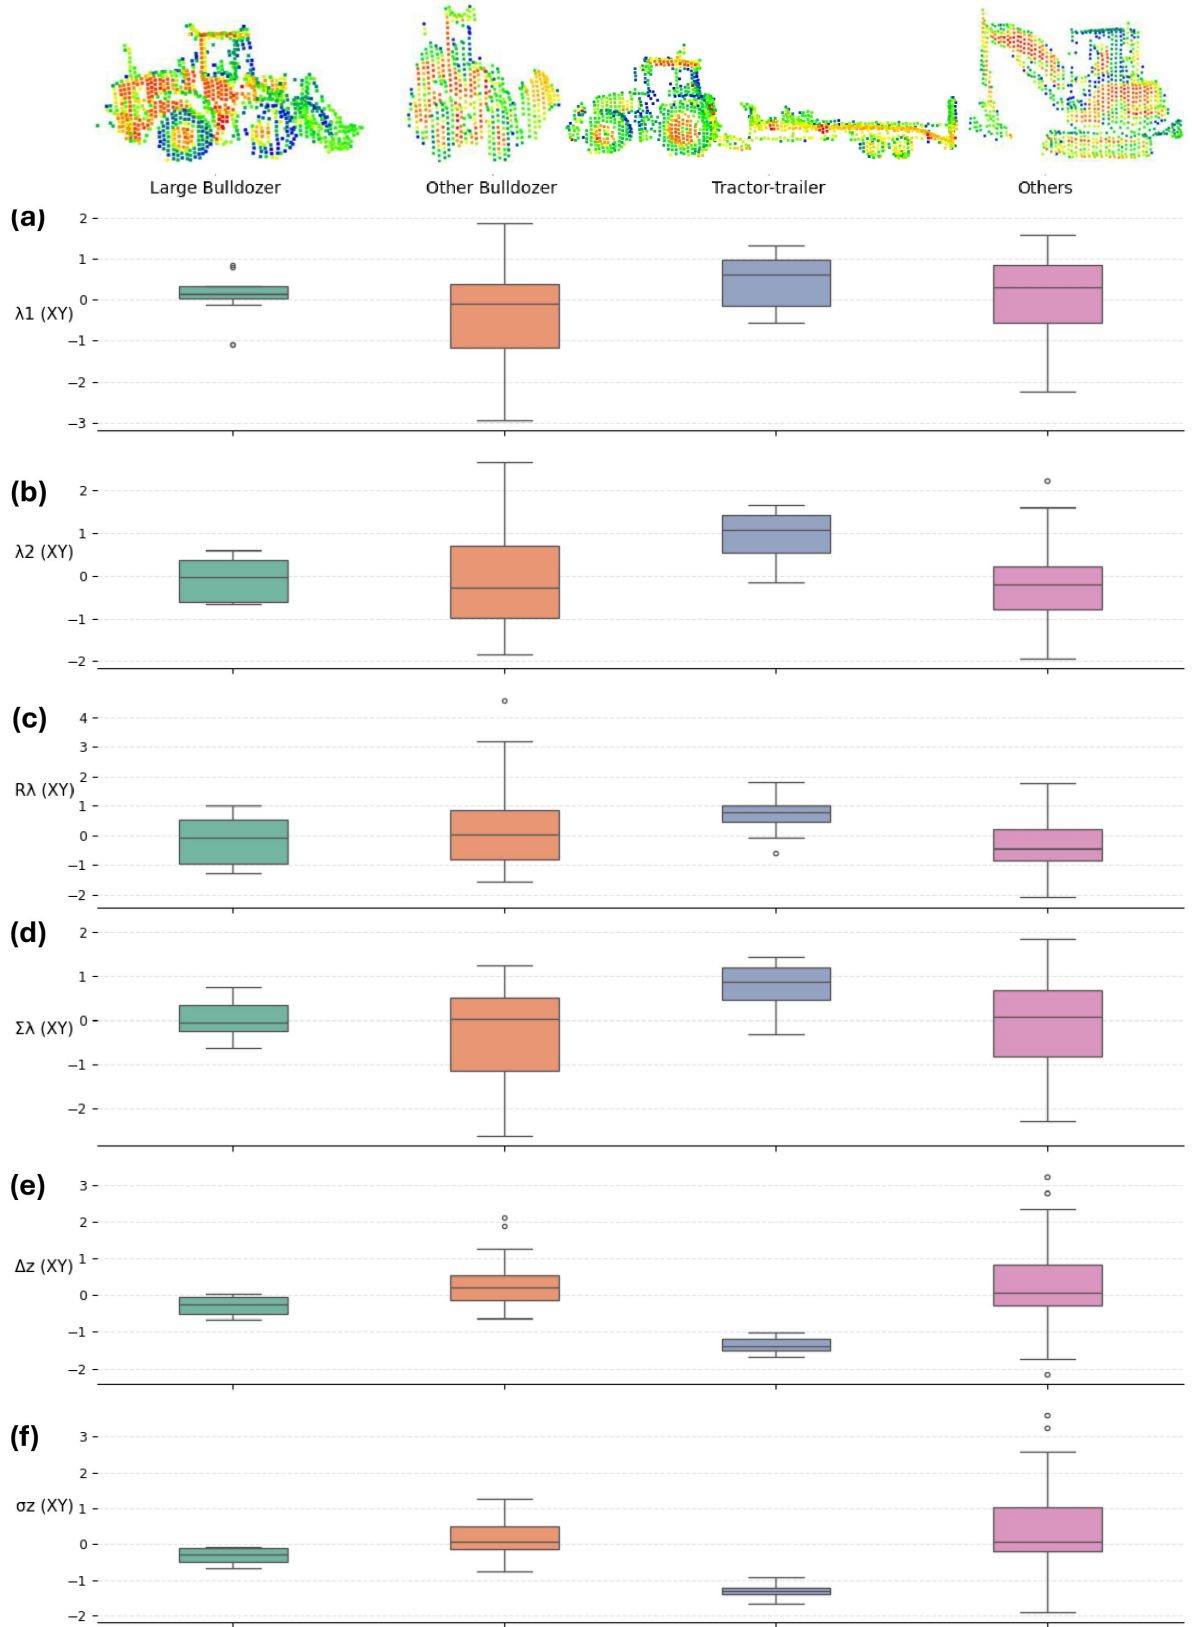 Large Bulldozer Other Bulldozer Tractor-trailer Others
(a)
2
1
0
λ1 (XY)
−1
−2
−3
(b)
2
1
λ2 (XY)
0
−1
−2
(c)
4
3
2
Rλ (XY)
1
0
−1
−2
(d)
2
1
0
Σλ (XY)
−1
−2
(e)
3
2
1
Δz (XY)
0
−1
−2
(f)
3
2
1
σz (XY)
0
−1
−2